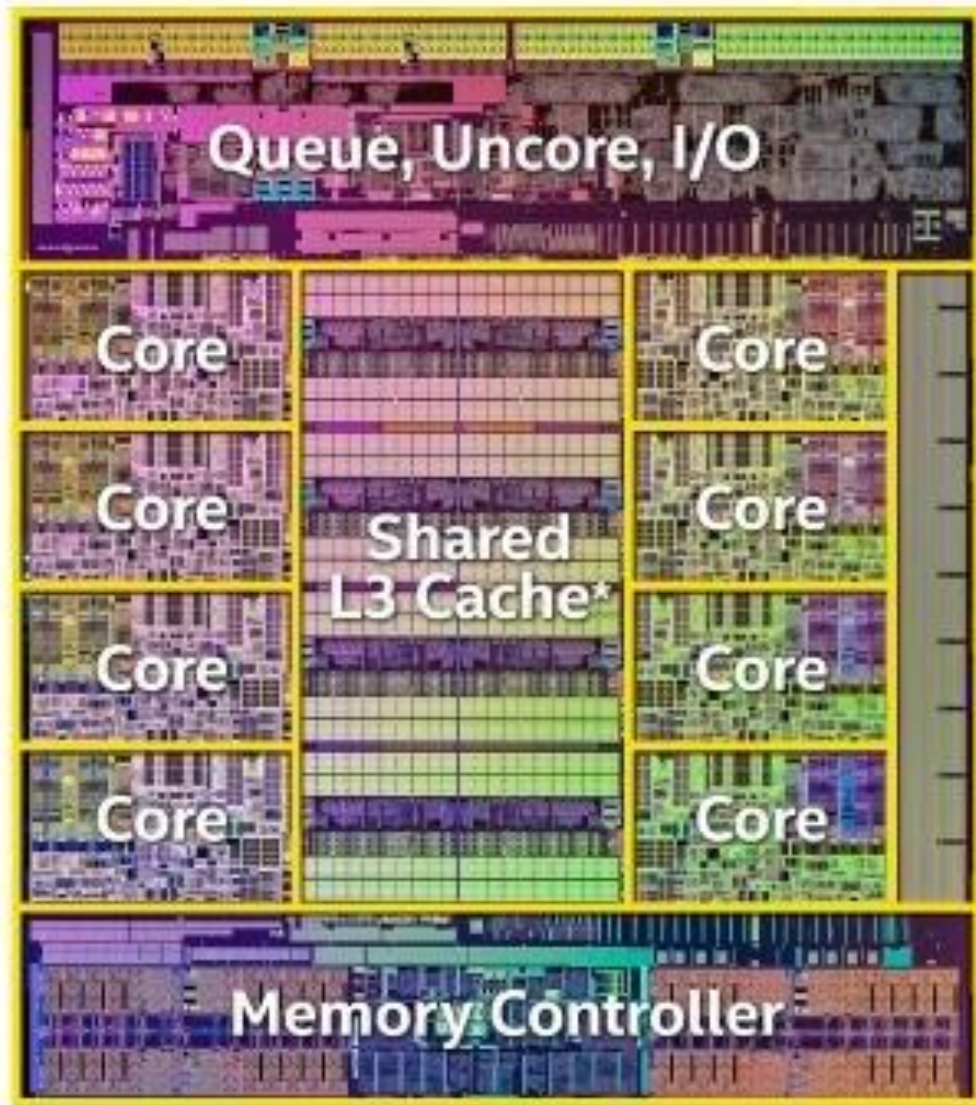 Queue, Uncore, I/O
Core
Core
Core
Core
Shared
L3 Cache*
Core
Core
Core
Core
Memory Controller